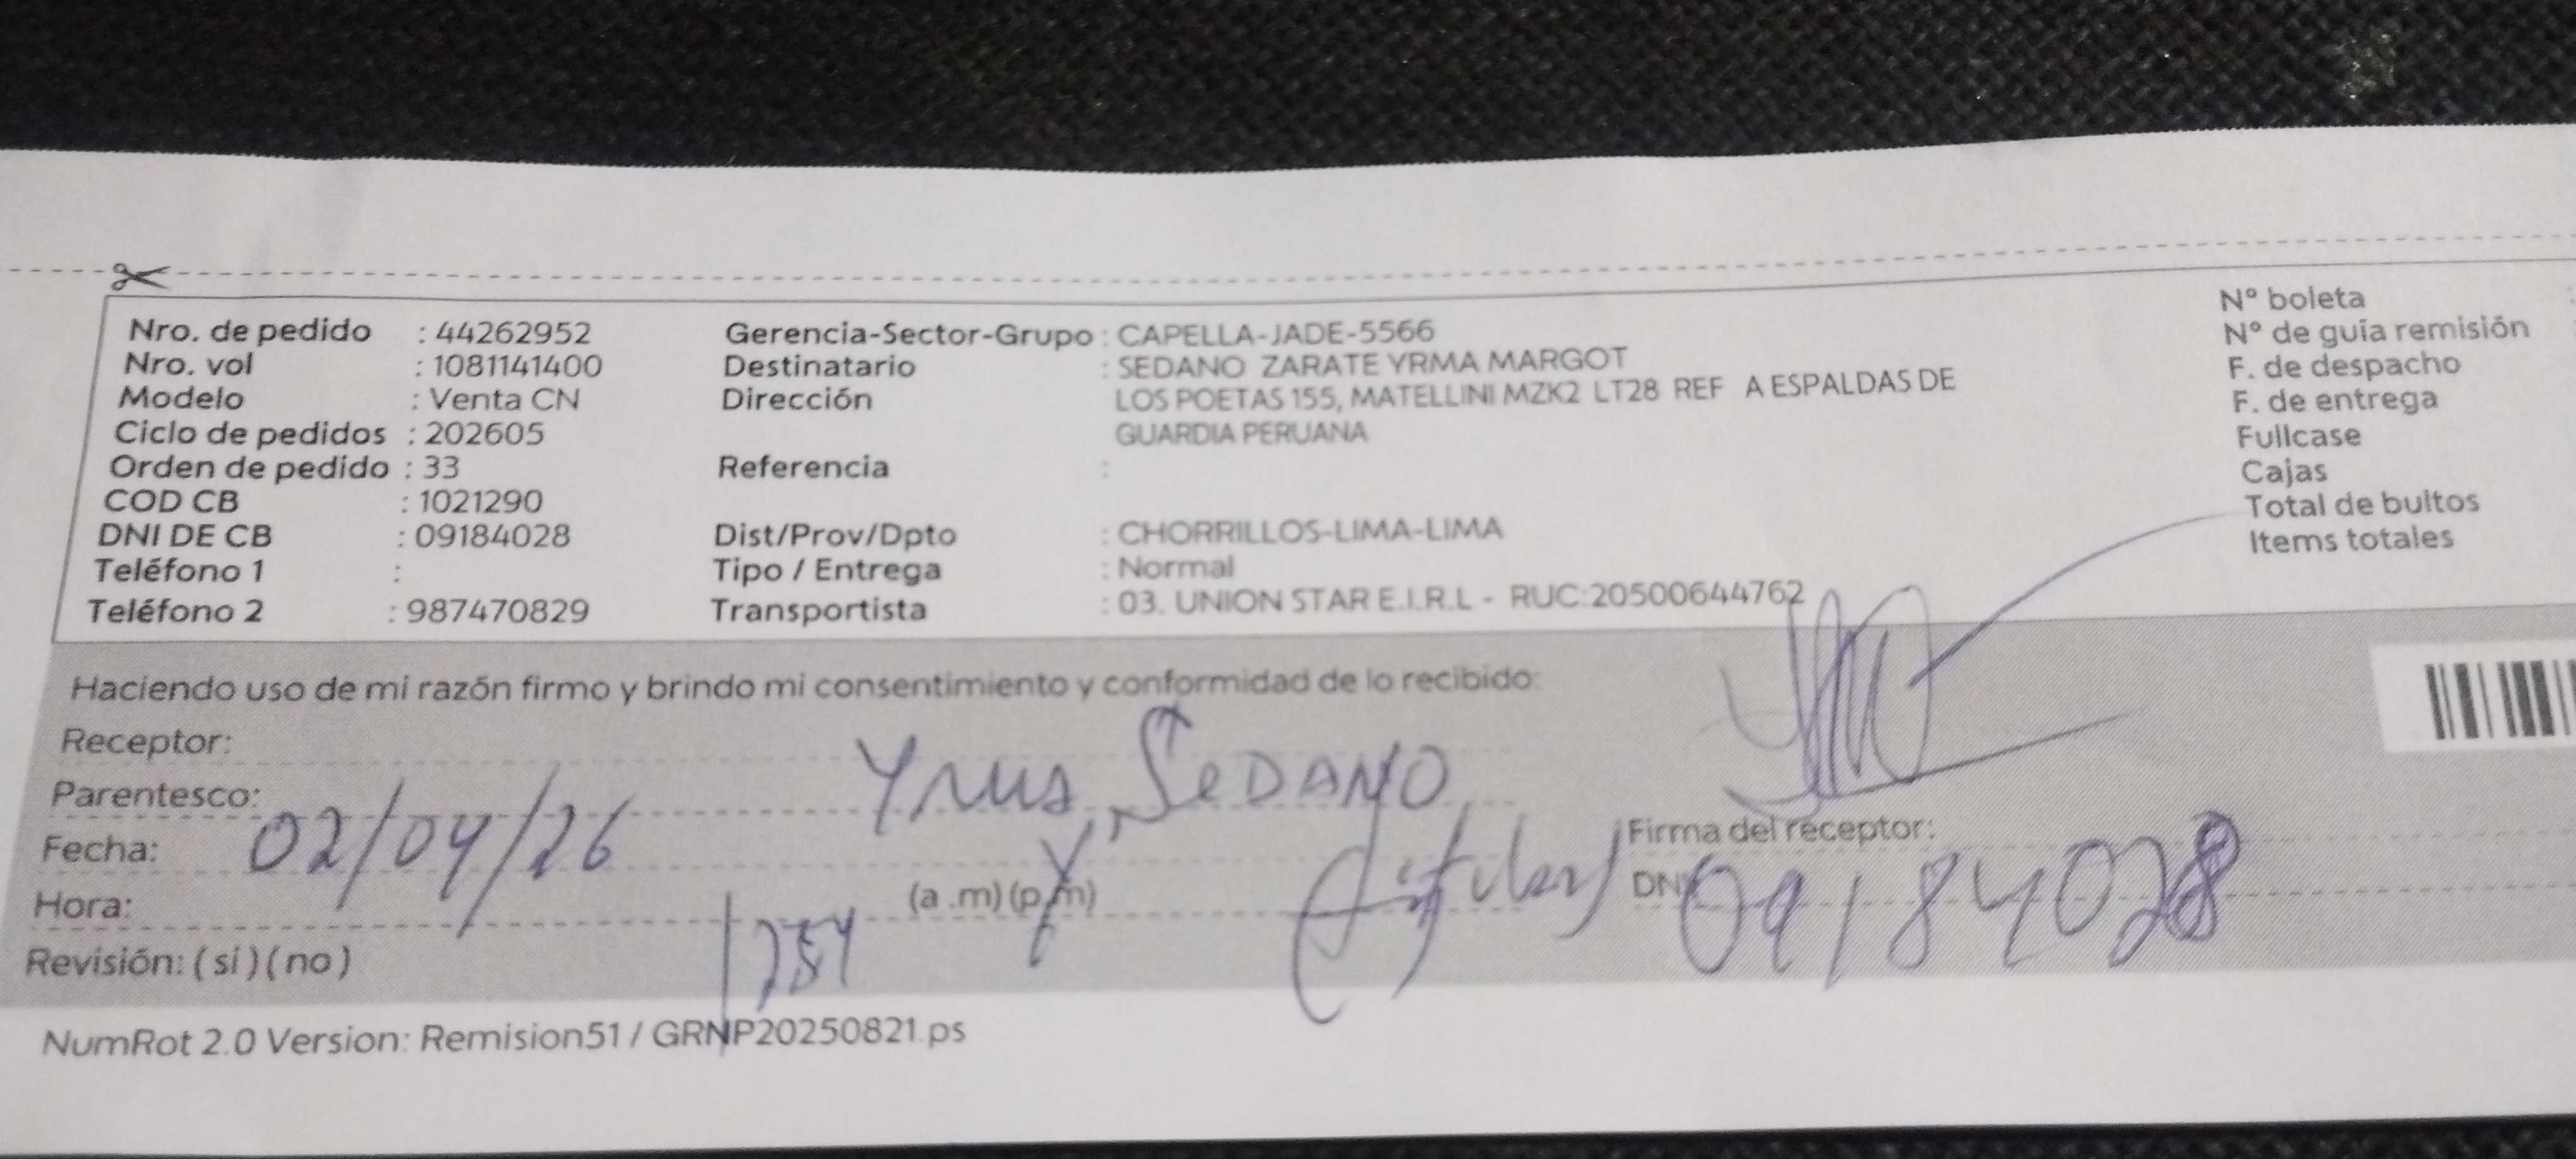 Nro. de pedido : 44262952
Nro. vol : 1081141400
Modelo : Venta CN
Ciclo de pedidos : 202605
Orden de pedido : 33
COD CB : 1021290
DNI DE CB : 09184028
Teléfono 1 :
Teléfono 2 : 987470829
Gerencia-Sector-Grupo : CAPELLA-JADE-5566
Destinatario : SEDANO ZARATE YRMA MARGOT
Dirección LOS POETAS 155, MATELLINI MZK2 LT28 REF A ESPALDAS DE
GUARDIA PERUANA
Referencia :
Dist/Prov/Dpto : CHORRILLOS-LIMA-LIMA
Tipo / Entrega : Normal
Transportista : 03. UNION STAR E.I.R.L - RUC:20500644762
N° boleta
N° de guía remisión
F. de despacho
F. de entrega
Fullcase
Cajas
Total de bultos
Items totales
Haciendo uso de mi razón firmo y brindo mi consentimiento y conformidad de lo recibido:
Receptor: Yrma SEDANO
Parentesco: (titular)
Fecha: 02/04/26
Hora: 1254 (a .m) (p.m)
Revisión: ( si ) ( no )
Firma del receptor:
DNI 09184028
NumRot 2.0 Version: Remision51 / GRNP20250821.ps